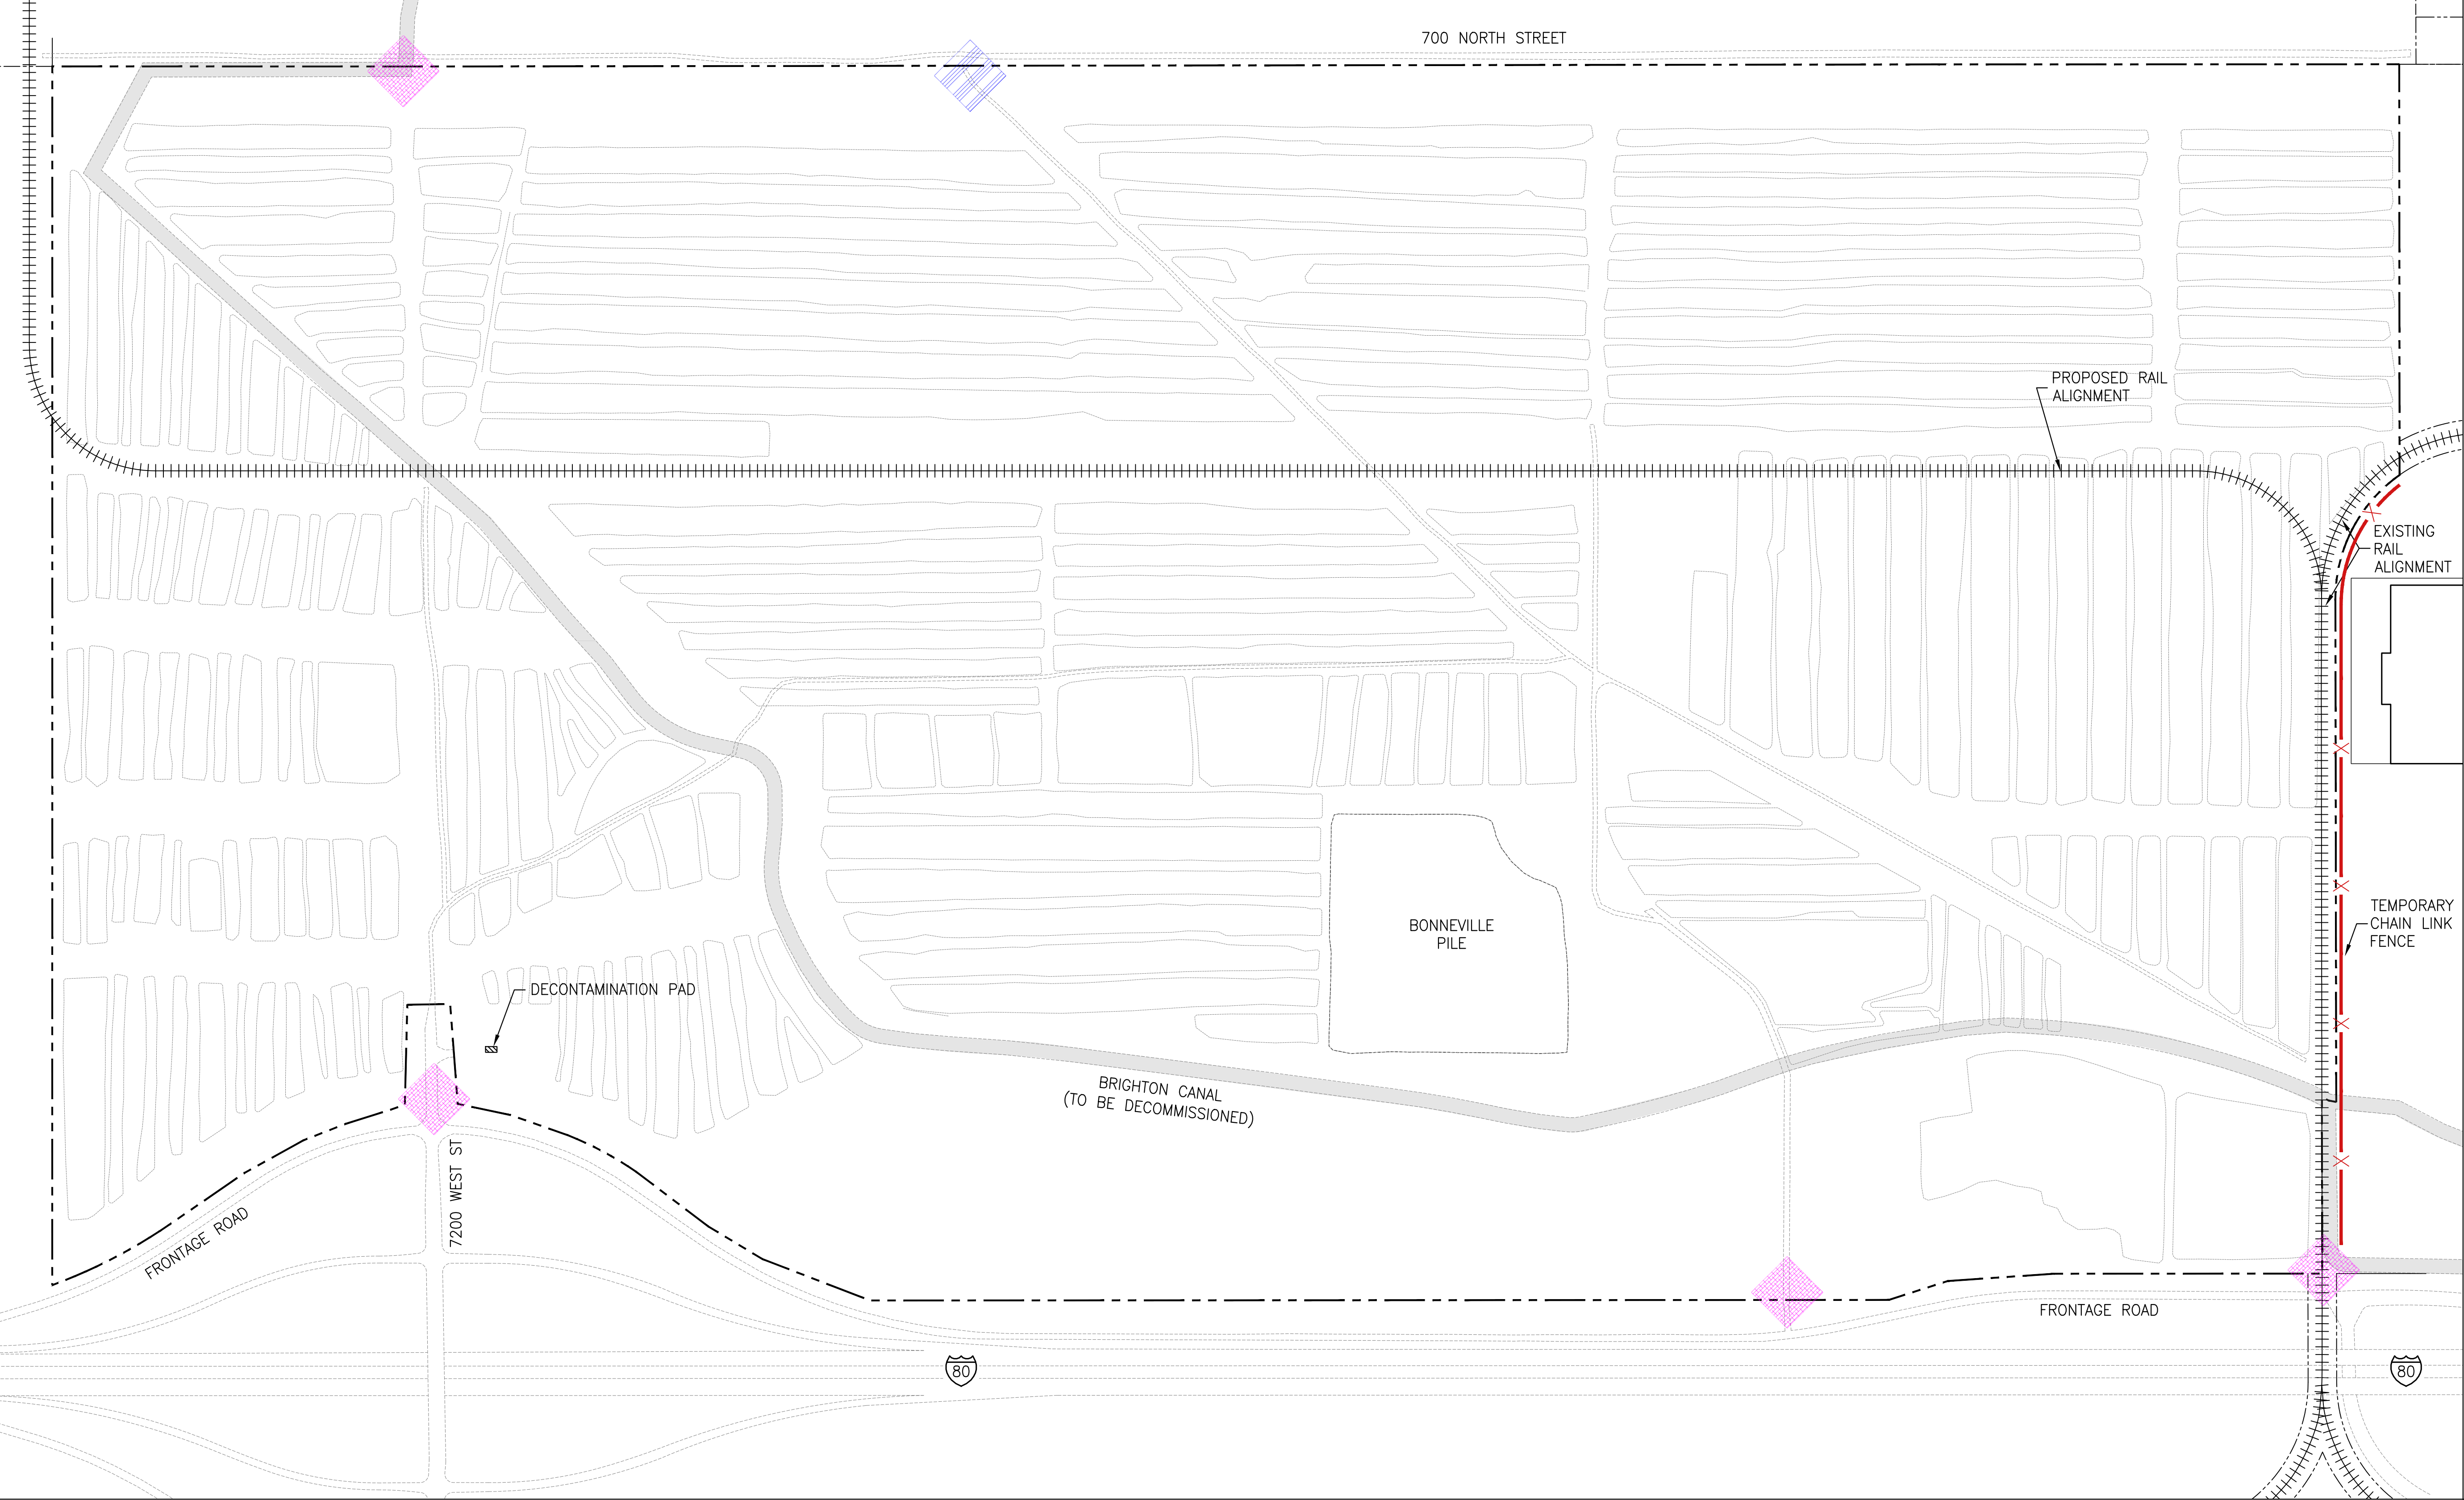 700 NORTH STREET
PROPOSED RAIL
ALIGNMENT
EXISTING
RAIL
ALIGNMENT
TEMPORARY
CHAIN LINK
FENCE
BONNEVILLE
PILE
DECONTAMINATION PAD
BRIGHTON CANAL
(TO BE DECOMMISSIONED)
7200 WEST ST
FRONTAGE ROAD
FRONTAGE ROAD
80
80